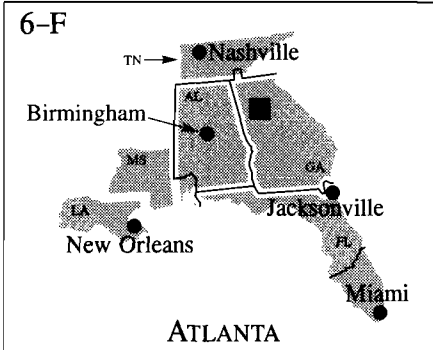 6-F
TN
Nashville
AL
Birmingham
MS
GA
LA
Jacksonville
New Orleans
FL
Miami
ATLANTA